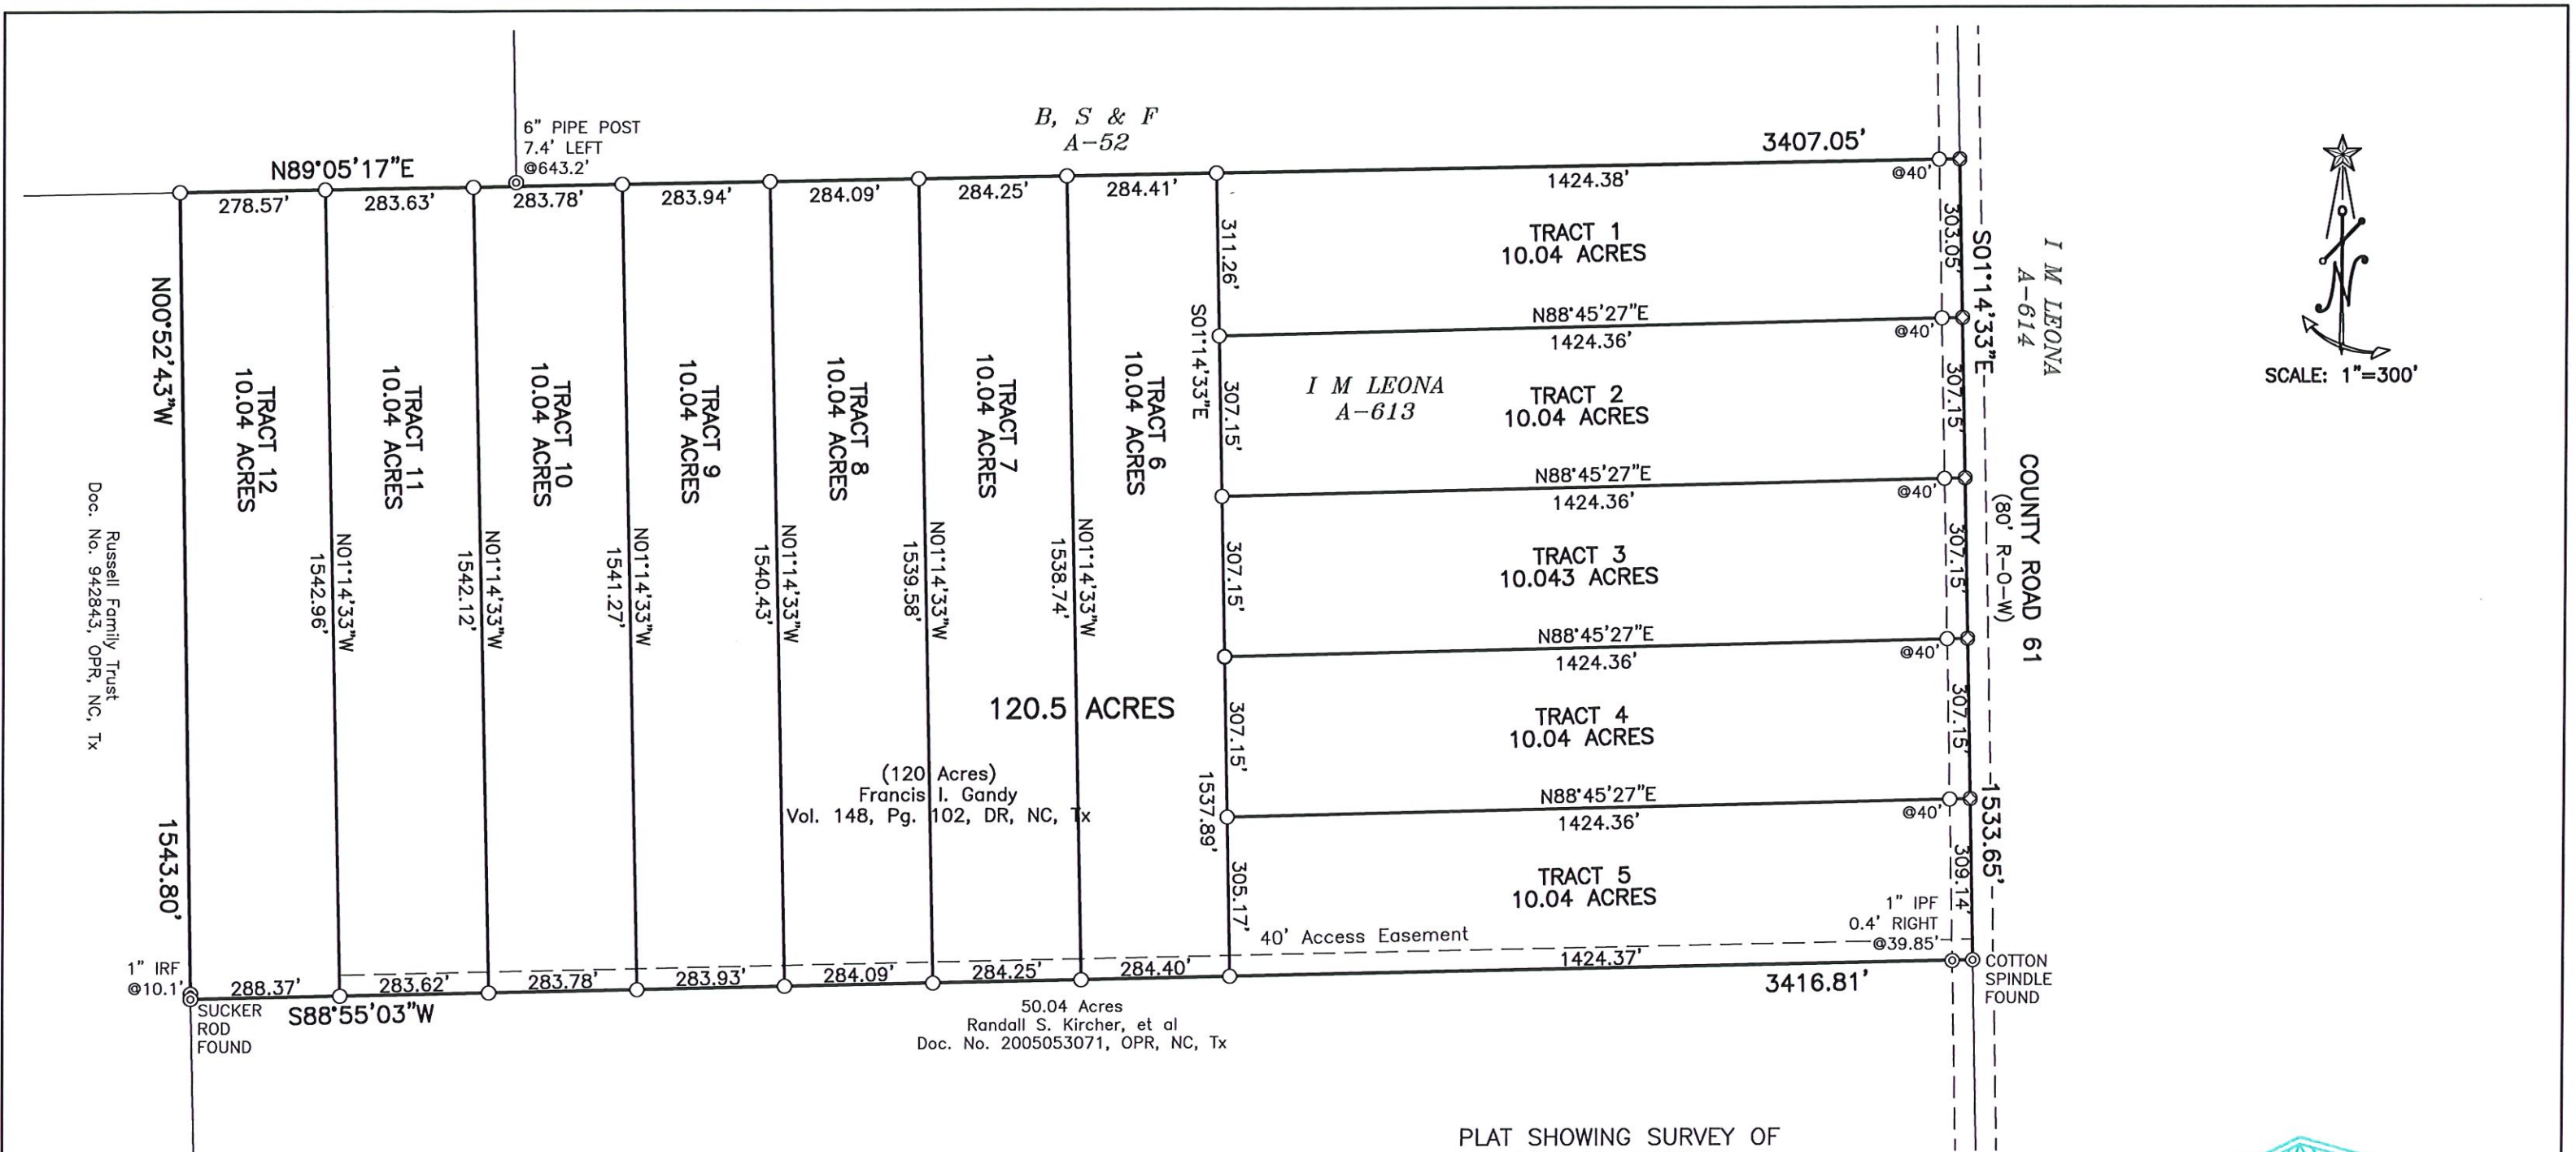 B, S & F
A-52
6" PIPE POST
7.4' LEFT
@643.2'
N89°05'17"E
3407.05'
278.57'
283.63'
283.78'
283.94'
284.09'
284.25'
284.41'
1424.38'
@40'
TRACT 1
10.04 ACRES
311.26'
303.05'
N88°45'27"E
1424.36'
@40'
I M LEONA
A-613
TRACT 2
10.04 ACRES
S01°14'33"E
307.15'
307.15'
N88°45'27"E
1424.36'
@40'
TRACT 3
10.043 ACRES
307.15'
307.15'
N88°45'27"E
1424.36'
@40'
TRACT 4
10.04 ACRES
307.15'
307.15'
N88°45'27"E
1424.36'
@40'
TRACT 5
10.04 ACRES
1537.89'
305.17'
309.14'
1" IPF
0.4' RIGHT
@39.85'
40' Access Easement
1424.37'
3416.81'
COTTON
SPINDLE
FOUND
S01°14'33"E
1533.65'
I M LEONA
A-614
COUNTY ROAD 61
(80' R-O-W)
N
SCALE: 1"=300'
N00°52'43"W
1543.80'
Russell Family Trust
Doc. No. 942843, OPR, NC, Tx
TRACT 12
10.04 ACRES
N01°14'33"W
1542.96'
TRACT 11
10.04 ACRES
N01°14'33"W
1542.12'
TRACT 10
10.04 ACRES
N01°14'33"W
1541.27'
TRACT 9
10.04 ACRES
N01°14'33"W
1540.43'
TRACT 8
10.04 ACRES
N01°14'33"W
1539.58'
TRACT 7
10.04 ACRES
N01°14'33"W
1538.74'
TRACT 6
10.04 ACRES
120.5 ACRES
(120 Acres)
Francis I. Gandy
Vol. 148, Pg. 102, DR, NC, Tx
1" IRF
@10.1'
SUCKER
ROD
FOUND
288.37'
283.62'
283.78'
283.93'
284.09'
284.25'
284.40'
S88°55'03"W
50.04 Acres
Randall S. Kircher, et al
Doc. No. 2005053071, OPR, NC, Tx
PLAT SHOWING SURVEY OF